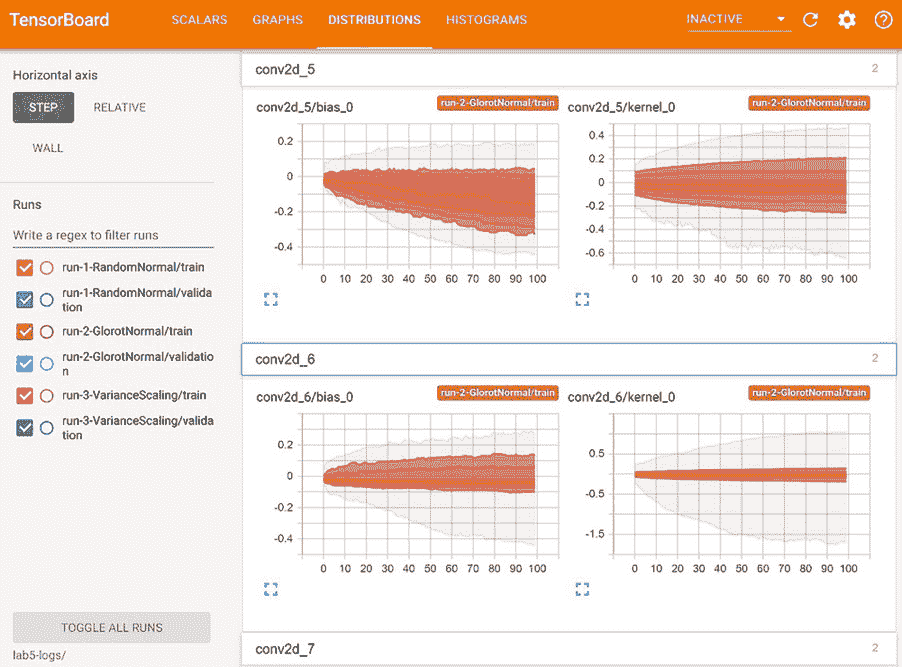 TensorBoard
SCALARS
GRAPHS
DISTRIBUTIONS
HISTOGRAMS
INACTIVE
Horizontal axis
STEP
RELATIVE
WALL
Runs
Write a regex to filter runs
run-1-RandomNormal/train
run-1-RandomNormal/valida
tion
run-2-GlorotNormal/train
run-2-GlorotNormal/validatio
n
run-3-VarianceScaling/train
run-3-VarianceScaling/valida
tion
TOGGLE ALL RUNS
lab5-logs/
conv2d_5
2
conv2d_5/bias_0
run-2-GlorotNormal/train
0.2
0
-0.2
-0.4
0 10 20 30 40 50 60 70 80 90 100
conv2d_5/kernel_0
run-2-GlorotNormal/train
0.4
0.2
0
-0.2
-0.4
-0.6
0 10 20 30 40 50 60 70 80 90 100
conv2d_6
2
conv2d_6/bias_0
run-2-GlorotNormal/train
0.2
0
-0.2
-0.4
0 10 20 30 40 50 60 70 80 90 100
conv2d_6/kernel_0
run-2-GlorotNormal/train
0.5
-0.5
-1.5
0 10 20 30 40 50 60 70 80 90 100
conv2d_7
2